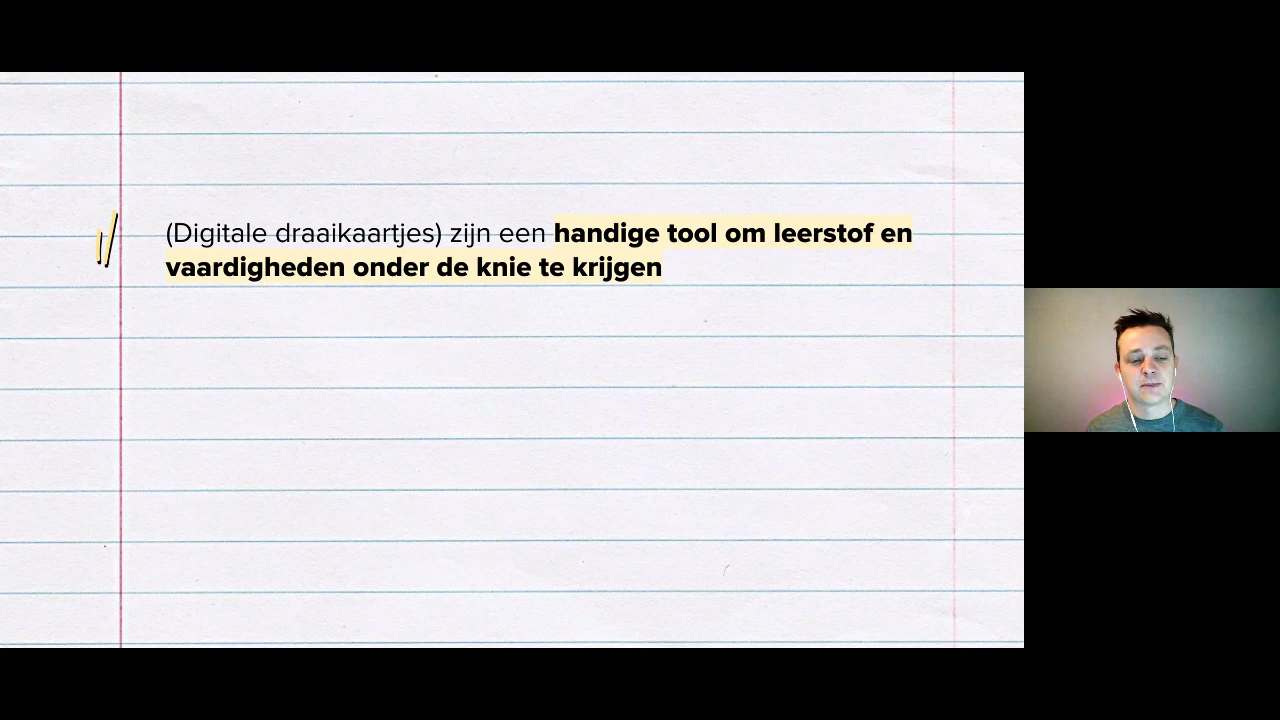 (Digitale draaikaartjes) zijn een handige tool om leerstof en
vaardigheden onder de knie te krijgen